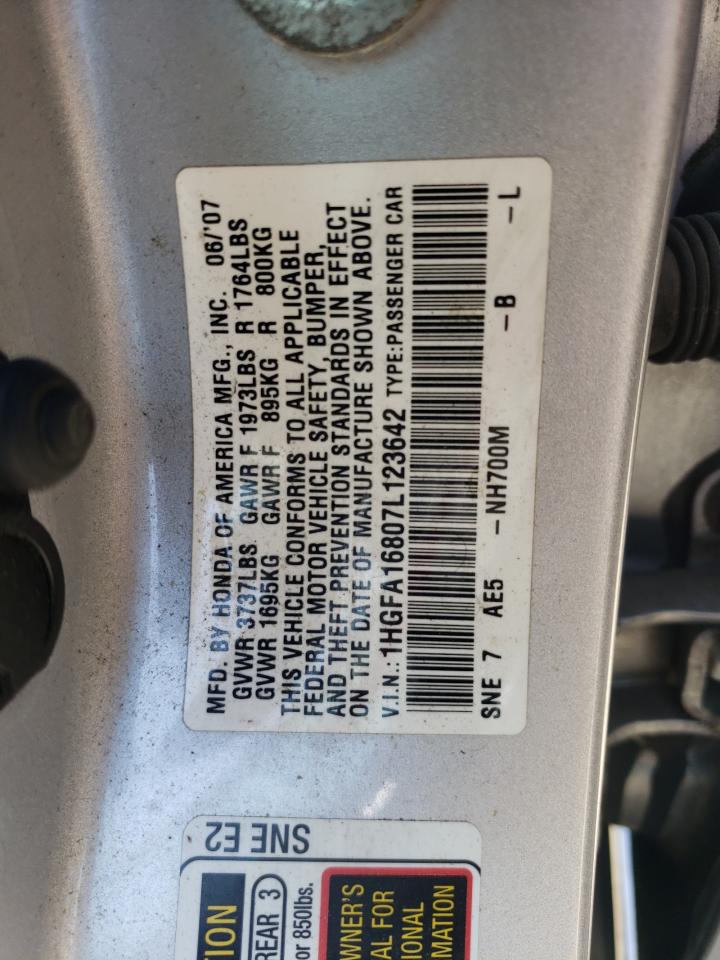 MFD. BY HONDA OF AMERICA MFG., INC. 06/'07
GVWR 3737LBS GAWR F 1973LBS R 1764LBS
GVWR 1695KG GAWR F 895KG R 800KG
THIS VEHICLE CONFORMS TO ALL APPLICABLE
FEDERAL MOTOR VEHICLE SAFETY, BUMPER,
AND THEFT PREVENTION STANDARDS IN EFFECT
ON THE DATE OF MANUFACTURE SHOWN ABOVE.
V.I.N.: 1HGFA16807L123642 TYPE:PASSENGER CAR
SNE 7 AE5 -NH700M -B -L
SNE E2
TION
REAR 3
or 850lbs.
WNER'S
AL FOR
IONAL
MATION